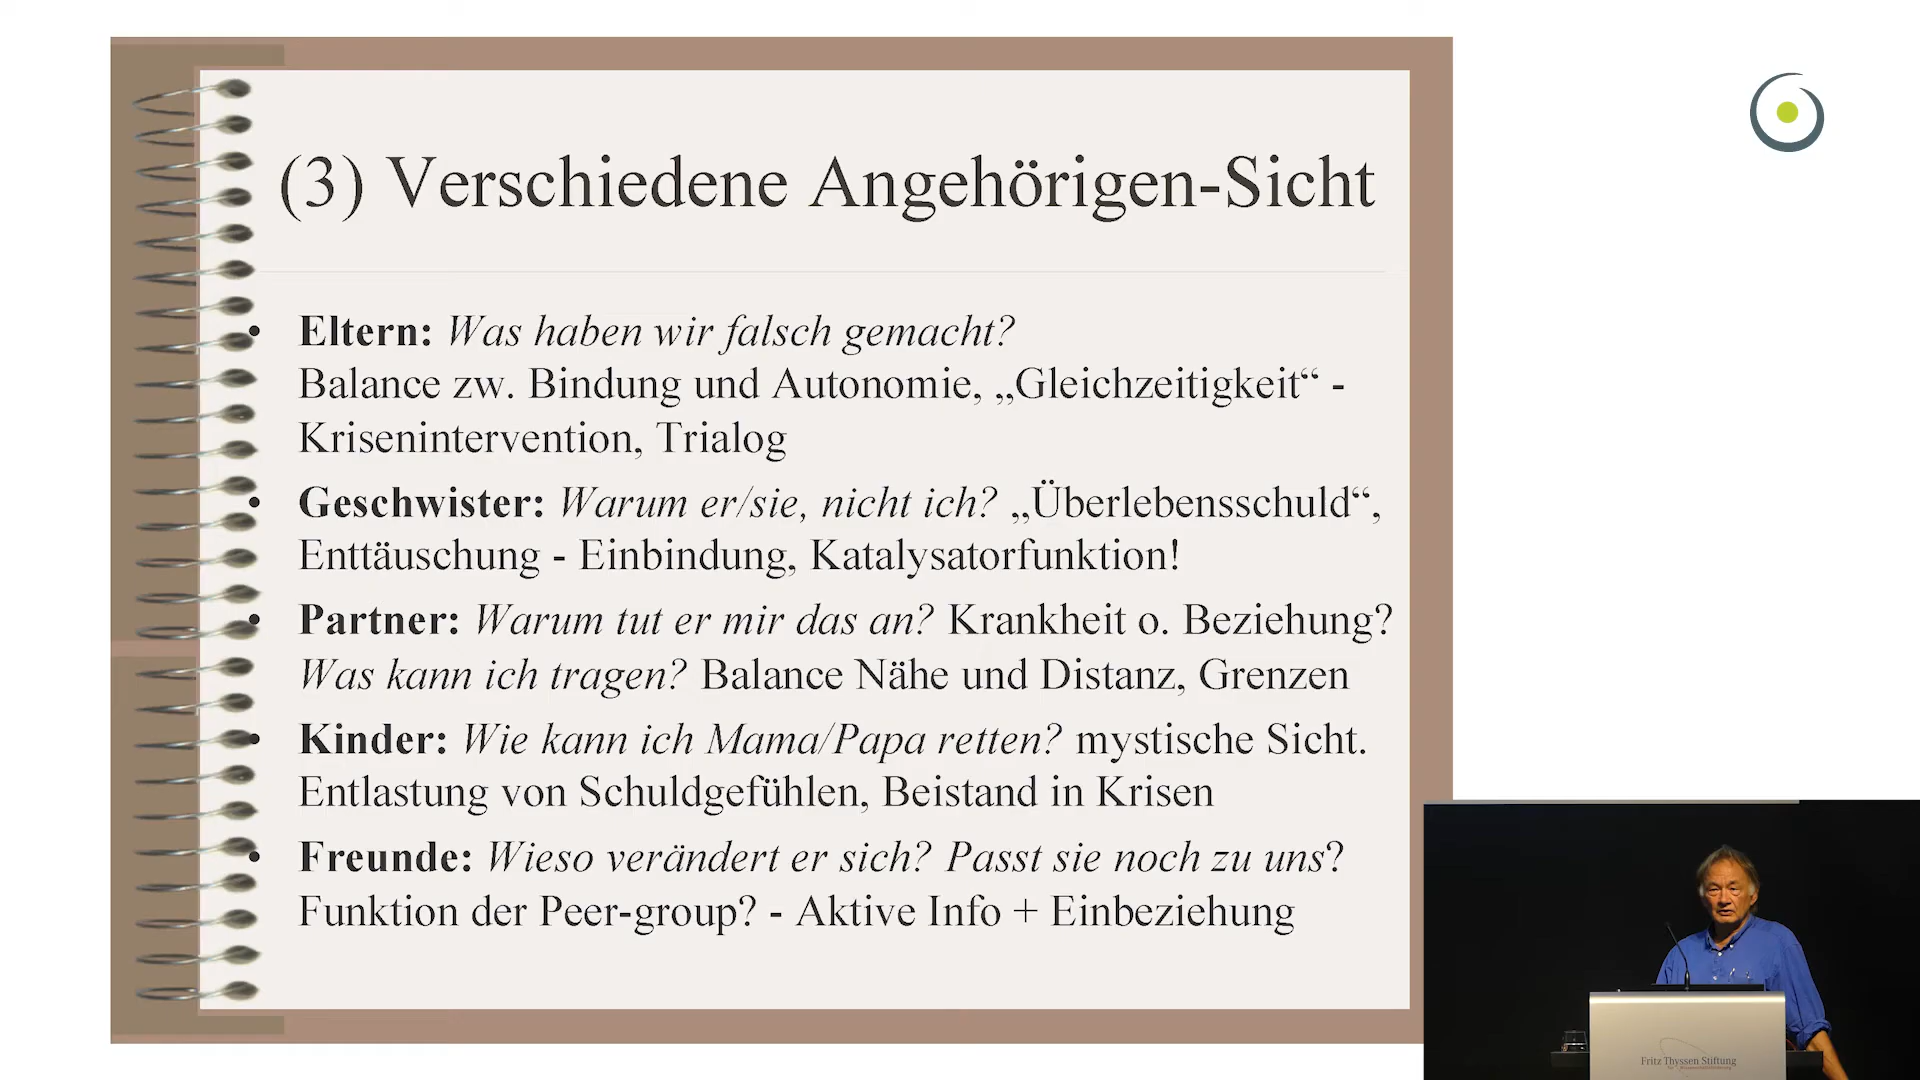 (3) Verschiedene Angehörigen-Sicht
• Eltern: Was haben wir falsch gemacht?
Balance zw. Bindung und Autonomie, „Gleichzeitigkeit“ -
Krisenintervention, Trialog
• Geschwister: Warum er/sie, nicht ich? „Überlebensschuld“,
Enttäuschung - Einbindung, Katalysatorfunktion!
• Partner: Warum tut er mir das an? Krankheit o. Beziehung?
Was kann ich tragen? Balance Nähe und Distanz, Grenzen
• Kinder: Wie kann ich Mama/Papa retten? mystische Sicht.
Entlastung von Schuldgefühlen, Beistand in Krisen
• Freunde: Wieso verändert er sich? Passt sie noch zu uns?
Funktion der Peer-group? - Aktive Info + Einbeziehung
Fritz Thyssen Stiftung